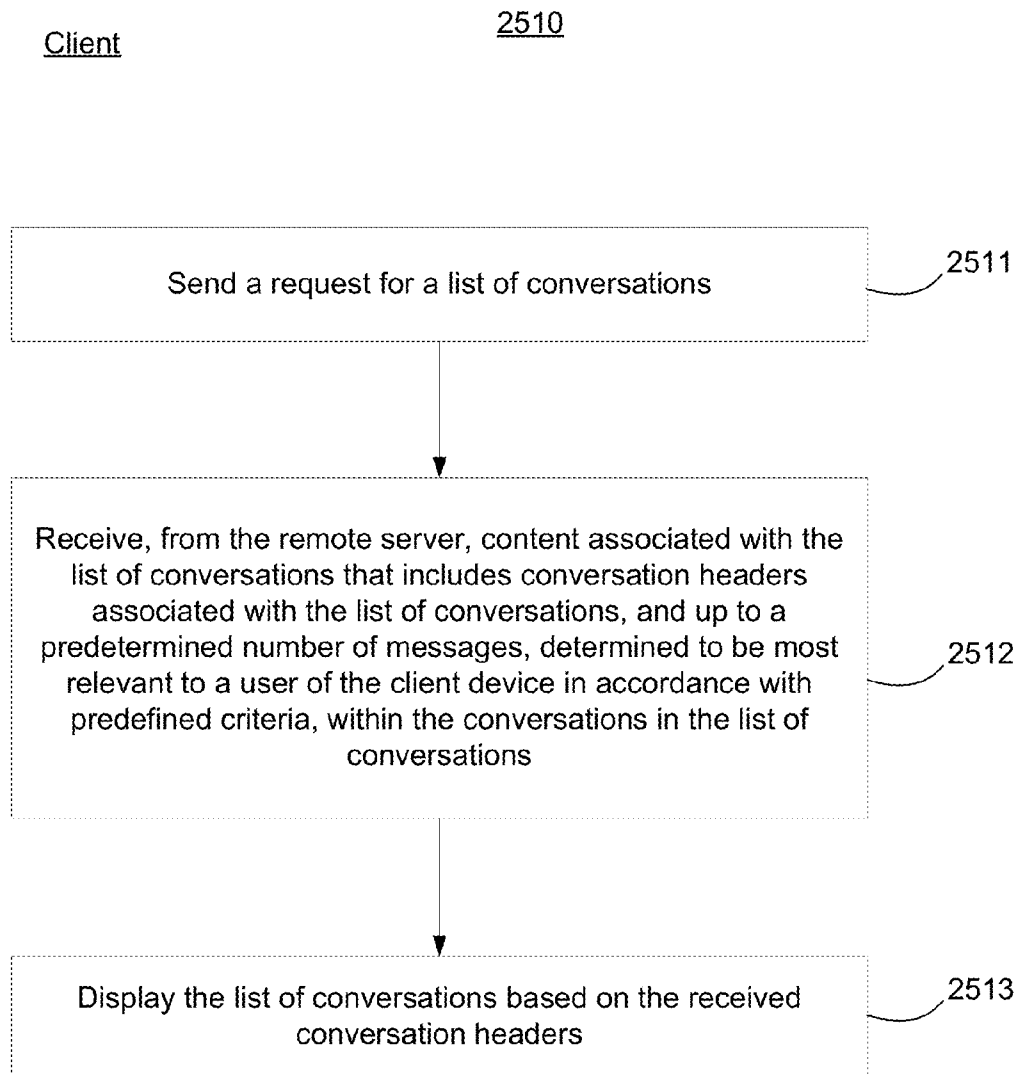 Client
2510
Send a request for a list of conversations
2511
Receive, from the remote server, content associated with the
list of conversations that includes conversation headers
associated with the list of conversations, and up to a
predetermined number of messages, determined to be most
relevant to a user of the client device in accordance with
predefined criteria, within the conversations in the list of
conversations
2512
Display the list of conversations based on the received
conversation headers
2513